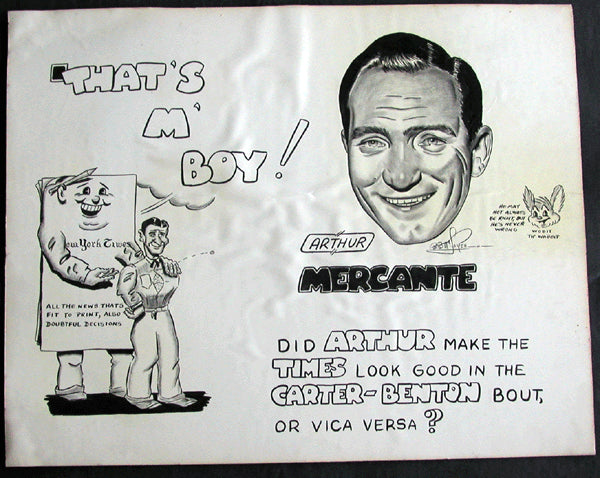 "THAT'S
M'
BOY!
New York Times
ALL THE NEWS THATS
FIT TO PRINT, ALSO
DOUBTFUL DECISIONS
ARTHUR
MERCANTE
HE MAY
NOT ALWAYS
BE RIGHT, BUT
HE'S NEVER
WRONG
DID ARTHUR MAKE THE
TIMES LOOK GOOD IN THE
CARTER-BENTON BOUT,
OR VICA VERSA?